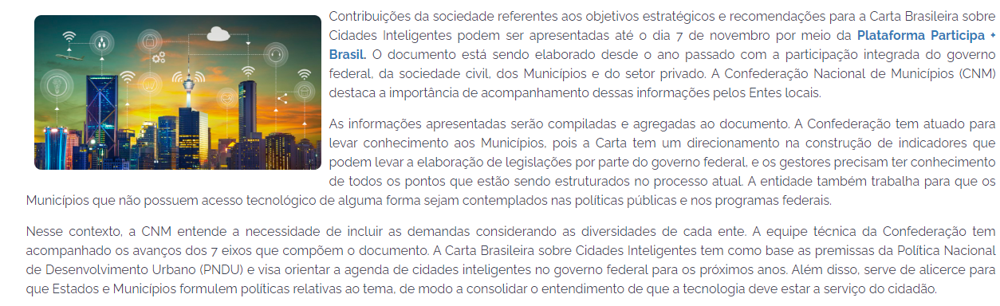 Contribuições da sociedade referentes aos objetivos estratégicos e recomendações para a Carta Brasileira sobre
Cidades Inteligentes podem ser apresentadas até o dia 7 de novembro por meio da Plataforma Participa +
Brasil. O documento está sendo elaborado desde o ano passado com a participação integrada do governo
federal, da sociedade civil, dos Municípios e do setor privado. A Confederação Nacional de Municípios (CNM)
destaca a importância de acompanhamento dessas informações pelos Entes locais.
As informações apresentadas serão compiladas e agregadas ao documento. A Confederação tem atuado para
levar conhecimento aos Municípios, pois a Carta tem um direcionamento na construção de indicadores que
podem levar a elaboração de legislações por parte do governo federal, e os gestores precisam ter conhecimento
de todos os pontos que estão sendo estruturados no processo atual. A entidade também trabalha para que os
Municípios que não possuem acesso tecnológico de alguma forma sejam contemplados nas políticas públicas e nos programas federais.
Nesse contexto, a CNM entende a necessidade de incluir as demandas considerando as diversidades de cada ente. A equipe técnica da Confederação tem
acompanhado os avanços dos 7 eixos que compõem o documento. A Carta Brasileira sobre Cidades Inteligentes tem como base as premissas da Política Nacional
de Desenvolvimento Urbano (PNDU) e visa orientar a agenda de cidades inteligentes no governo federal para os próximos anos. Além disso, serve de alicerce para
que Estados e Municípios formulem políticas relativas ao tema, de modo a consolidar o entendimento de que a tecnologia deve estar a serviço do cidadão.